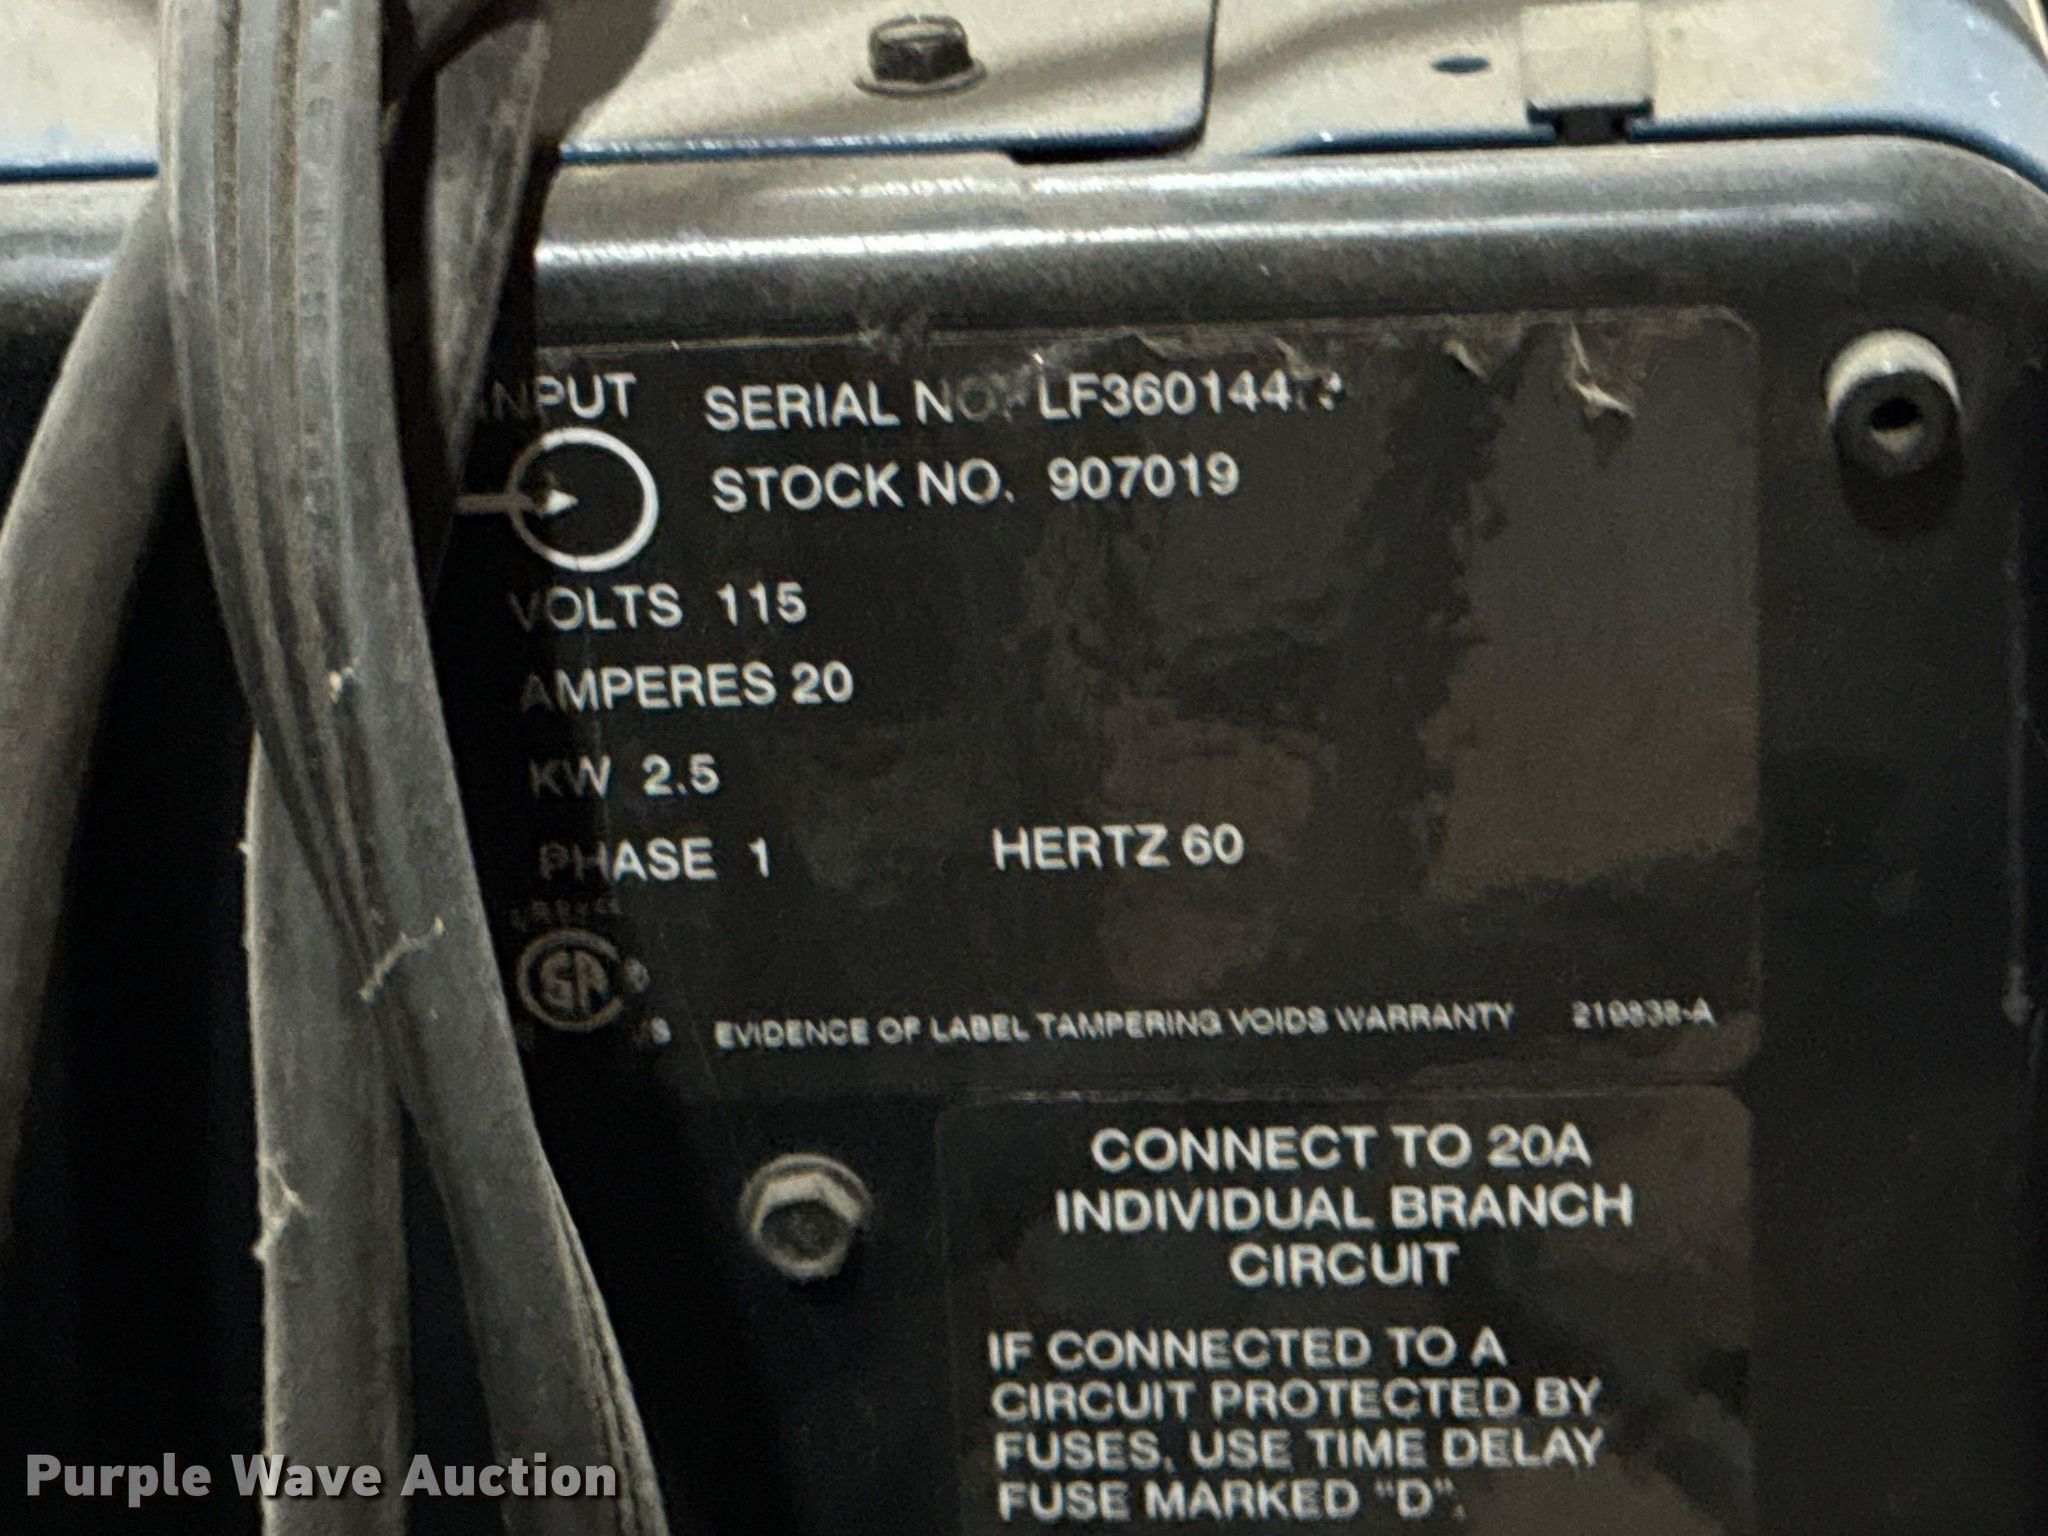 INPUT
SERIAL NO. 
STOCK NO. 907019
VOLTS 115
AMPERES 20
KW 2.5
PHASE 1 HERTZ 60
EVIDENCE OF LABEL TAMPERING VOIDS WARRANTY 219838-A
CONNECT TO 20A
INDIVIDUAL BRANCH
CIRCUIT
IF CONNECTED TO A
CIRCUIT PROTECTED BY
FUSES, USE TIME DELAY
FUSE MARKED "D".
Purple Wave Auction